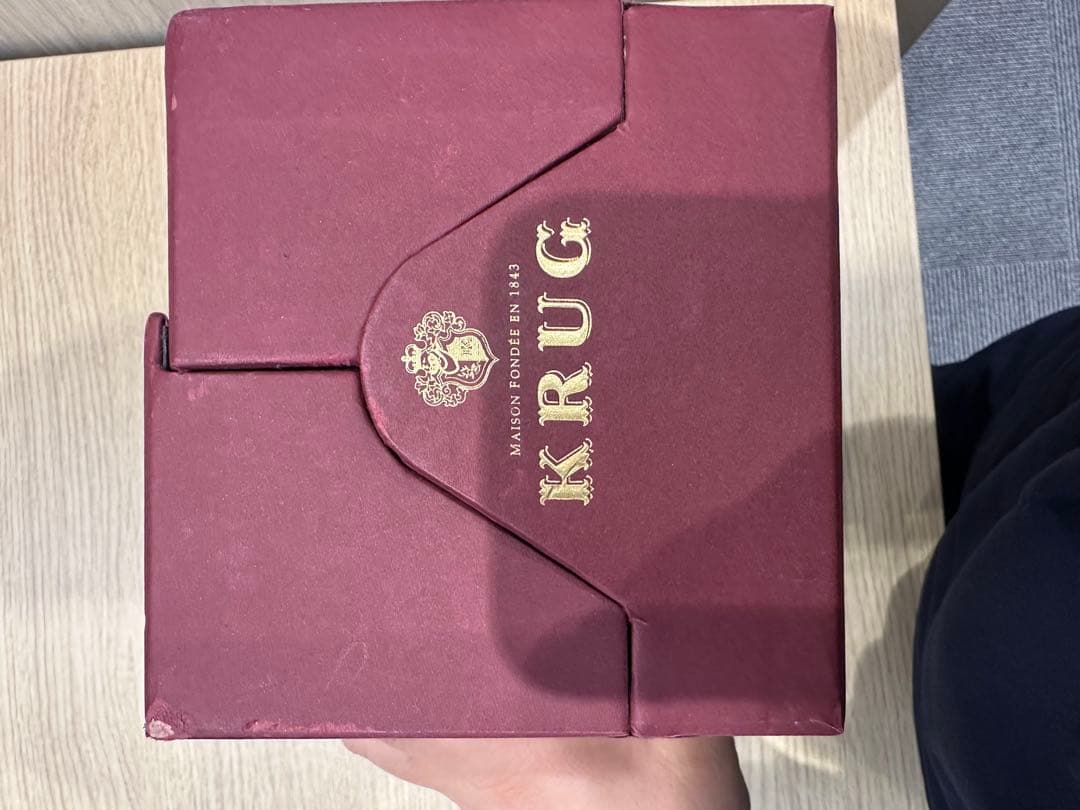 MAISON FONDÉE EN 1843
KRUG